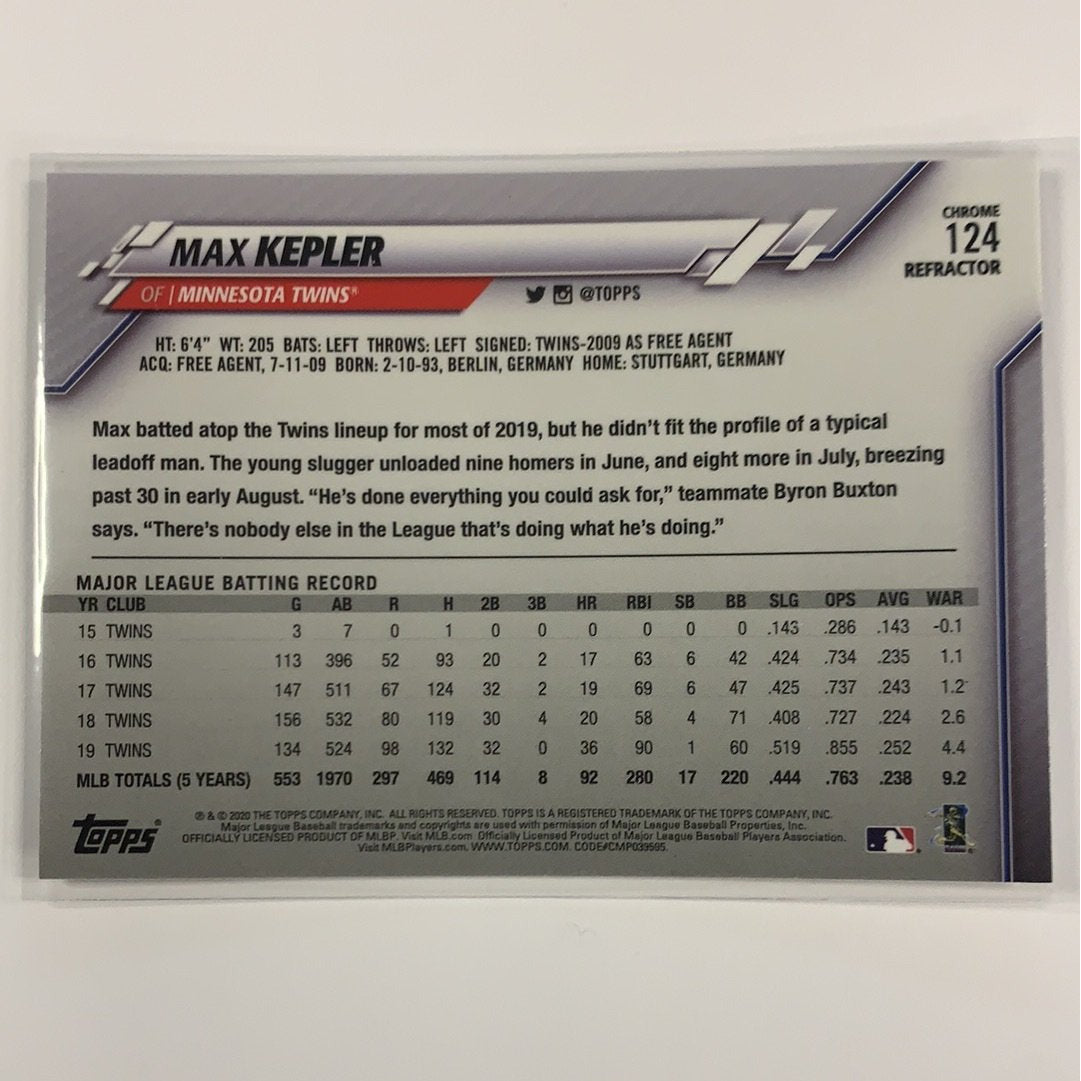 CHROME
124
REFRACTOR
MAX KEPLER
OF | MINNESOTA TWINS® @TOPPS
HT: 6'4" WT: 205 BATS: LEFT THROWS: LEFT SIGNED: TWINS-2009 AS FREE AGENT
ACQ: FREE AGENT, 7-11-09 BORN: 2-10-93, BERLIN, GERMANY HOME: STUTTGART, GERMANY
Max batted atop the Twins lineup for most of 2019, but he didn't fit the profile of a typical
leadoff man. The young slugger unloaded nine homers in June, and eight more in July, breezing
past 30 in early August. "He's done everything you could ask for," teammate Byron Buxton
says. "There's nobody else in the League that's doing what he's doing."
MAJOR LEAGUE BATTING RECORD
YR CLUB G AB R H 2B 3B HR RBI SB BB SLG OPS AVG WAR
15 TWINS 3 7 0 1 0 0 0 0 0 0 .143 .286 .143 -0.1
16 TWINS 113 396 52 93 20 2 17 63 6 42 .424 .734 .235 1.1
17 TWINS 147 511 67 124 32 2 19 69 6 47 .425 .737 .243 1.2
18 TWINS 156 532 80 119 30 4 20 58 4 71 .408 .727 .224 2.6
19 TWINS 134 524 98 132 32 0 36 90 1 60 .519 .855 .252 4.4
MLB TOTALS (5 YEARS) 553 1970 297 469 114 8 92 280 17 220 .444 .763 .238 9.2
TOPPS®
℗ & © 2020 THE TOPPS COMPANY, INC. ALL RIGHTS RESERVED. TOPPS IS A REGISTERED TRADEMARK OF THE TOPPS COMPANY, INC.
Major League Baseball trademarks and copyrights are used with permission of Major League Baseball Properties, Inc.
OFFICIALLY LICENSED PRODUCT OF MLBP. Visit MLB.com Officially Licensed Product of Major League Baseball Players Association.
Visit MLBPlayers.com. WWW.TOPPS.COM. CODE#CMP039595.